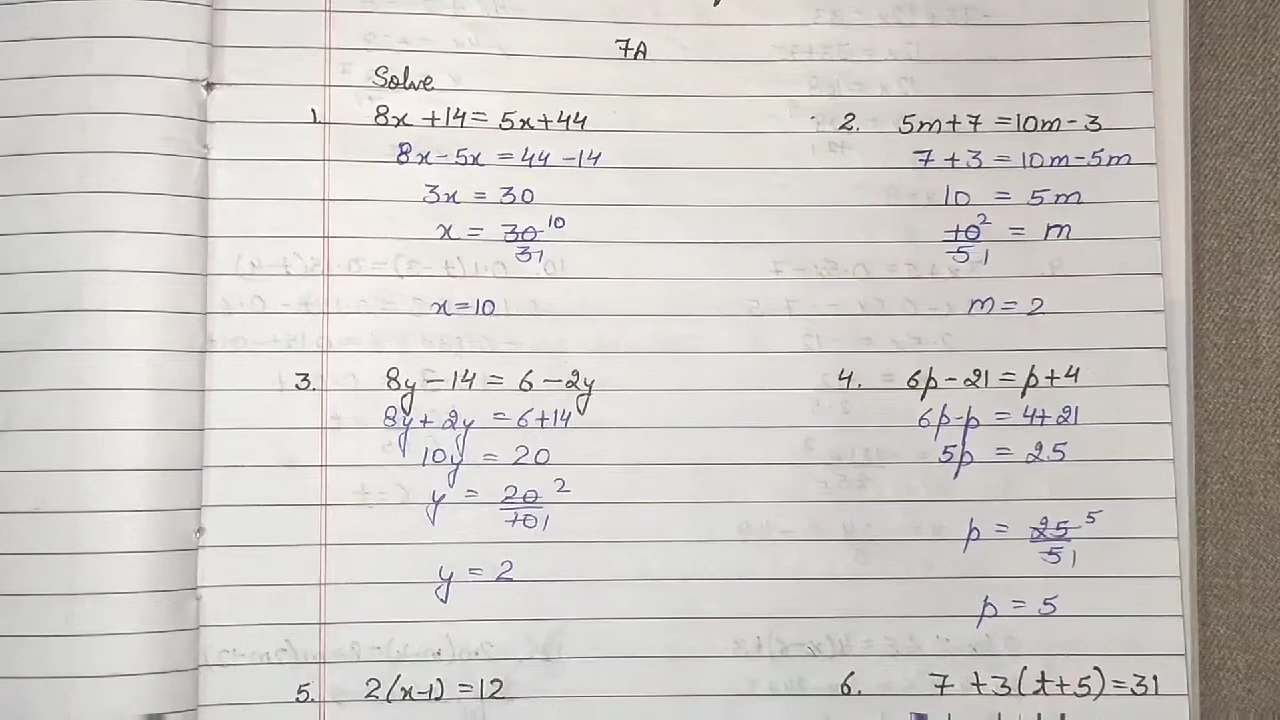 7A
Solve
1. 8x + 14 = 5x + 44
8x - 5x = 44 - 14
3x = 30
x = 30 10 / 3 1
x = 10
2. 5m + 7 = 10m - 3
7 + 3 = 10m - 5m
10 = 5m
10 2 / 5 1 = m
m = 2
3. 8y - 14 = 6 - 2y
8y + 2y = 6 + 14
10y = 20
y = 20 2 / 10 1
y = 2
4. 6p - 21 = p + 4
6p - p = 4 + 21
5p = 25
p = 25 5 / 5 1
p = 5
5. 2(x-1) = 12
6. 7 + 3(t+5) = 31